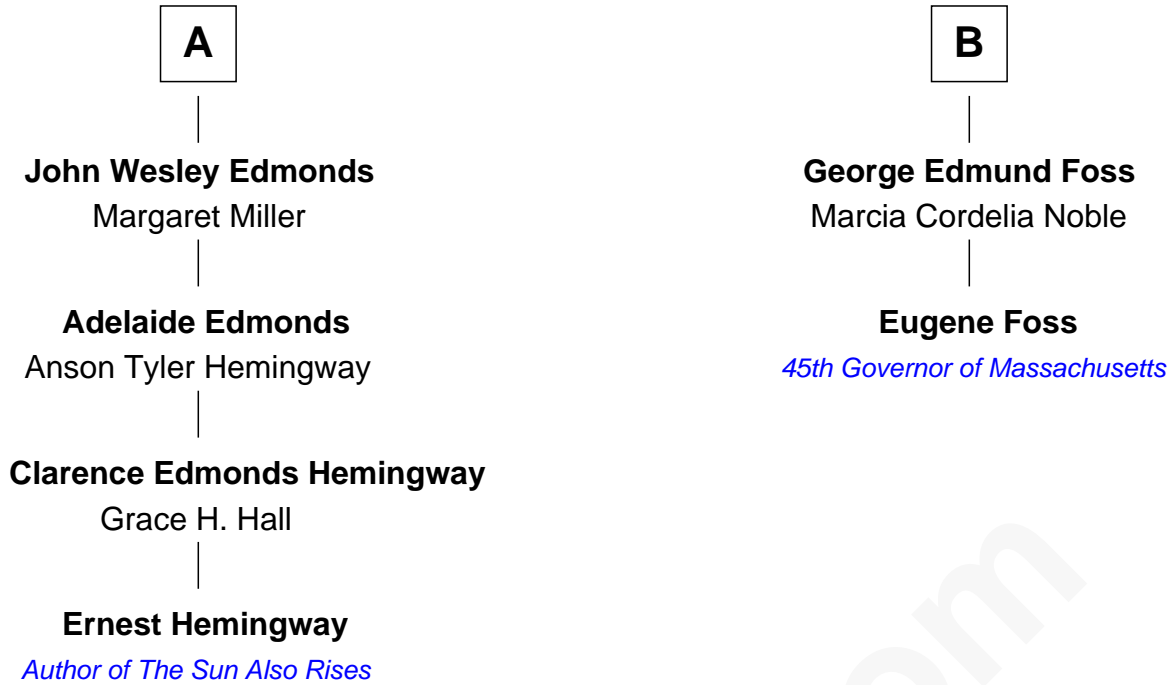 A
John Wesley Edmonds
Margaret Miller
Adelaide Edmonds
Anson Tyler Hemingway
Clarence Edmonds Hemingway
Grace H. Hall
Ernest Hemingway
Author of The Sun Also Rises
B
George Edmund Foss
Marcia Cordelia Noble
Eugene Foss
45th Governor of Massachusetts
om